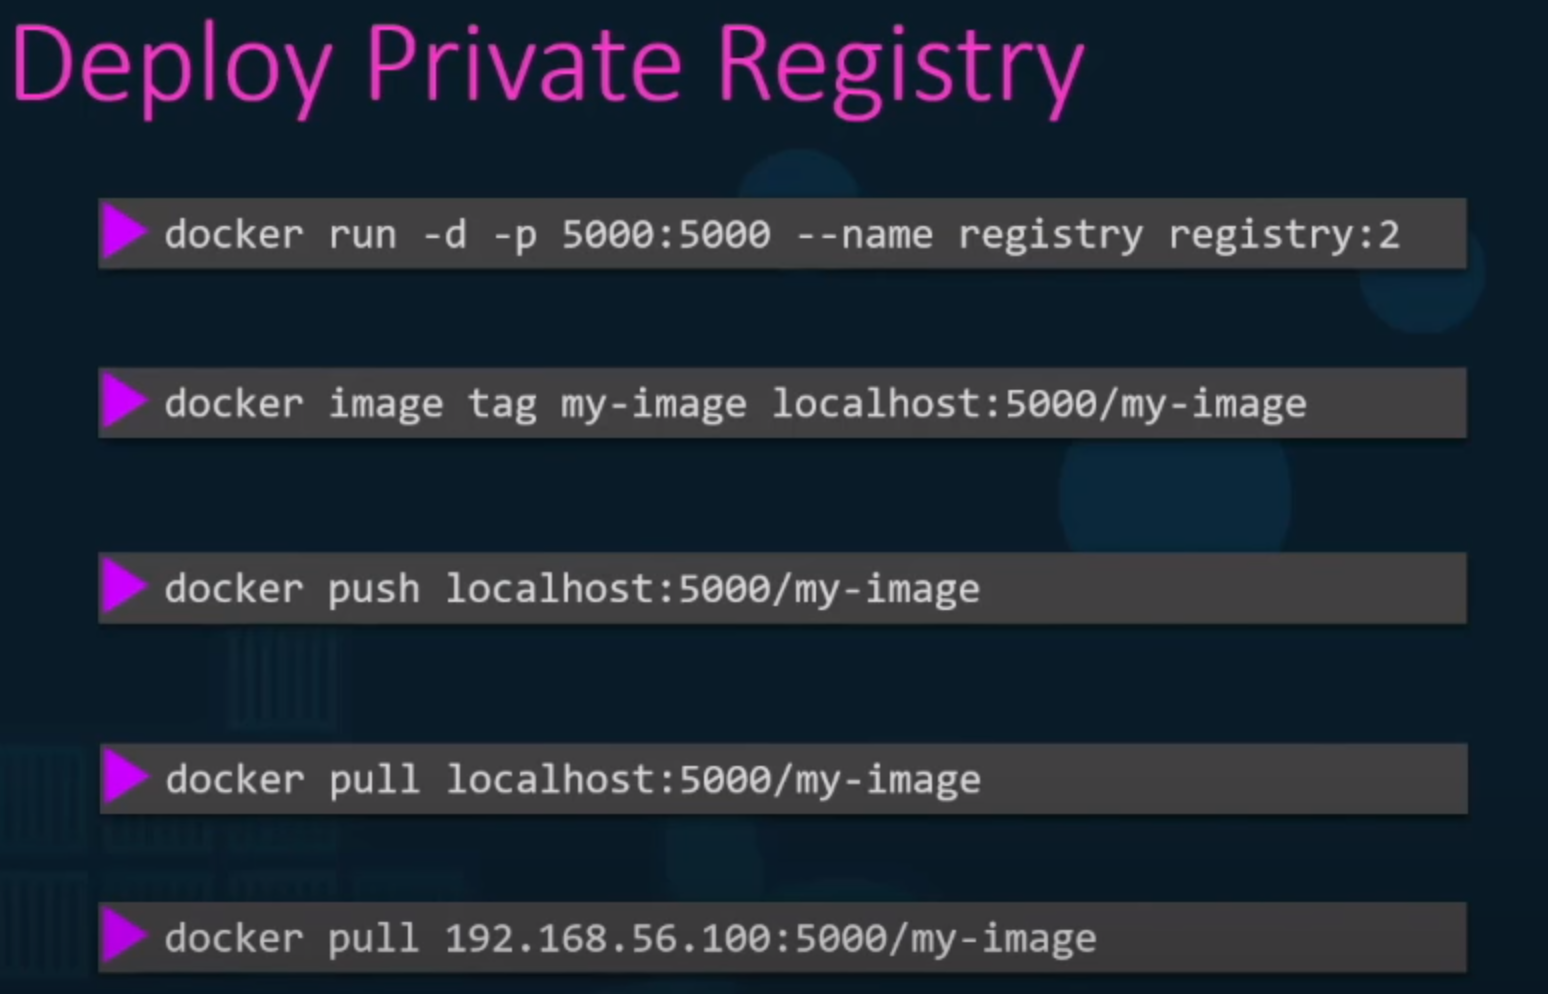 Deploy Private Registry
docker run -d -p 5000:5000 --name registry registry:2
docker image tag my-image localhost:5000/my-image
docker push localhost:5000/my-image
docker pull localhost:5000/my-image
docker pull 192.168.56.100:5000/my-image